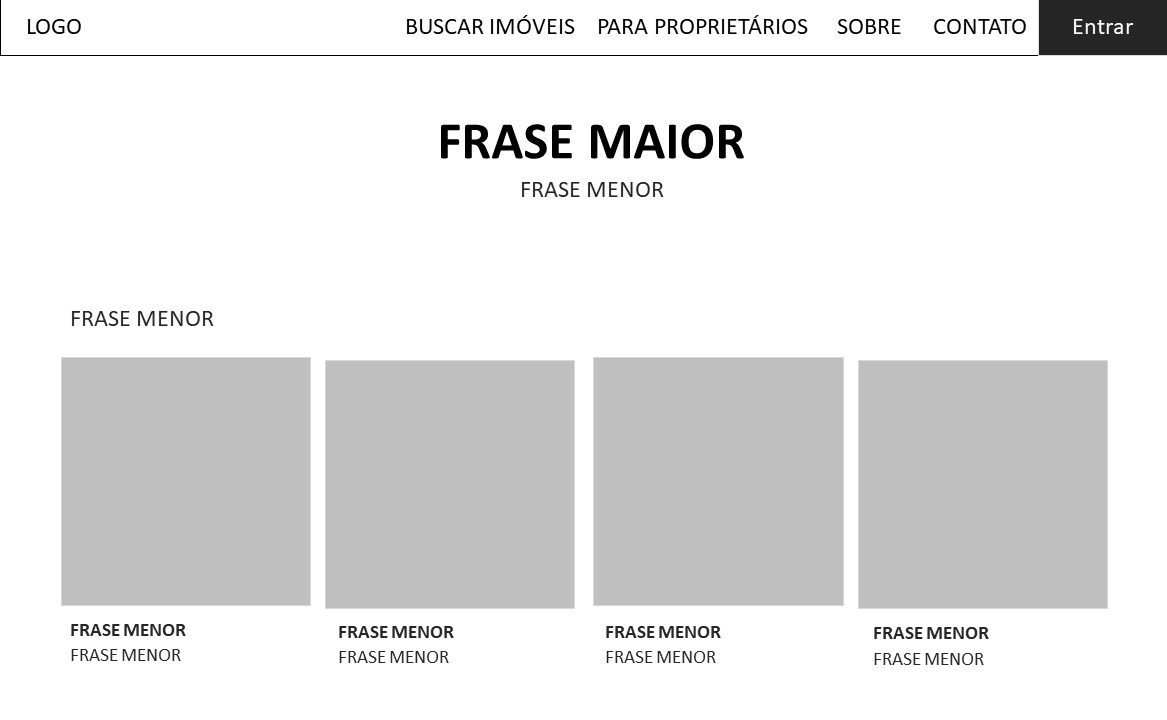 LOGO BUSCAR IMÓVEIS PARA PROPRIETÁRIOS SOBRE CONTATO Entrar
FRASE MAIOR
FRASE MENOR
FRASE MENOR
FRASE MENOR FRASE MENOR FRASE MENOR FRASE MENOR
FRASE MENOR FRASE MENOR FRASE MENOR FRASE MENOR